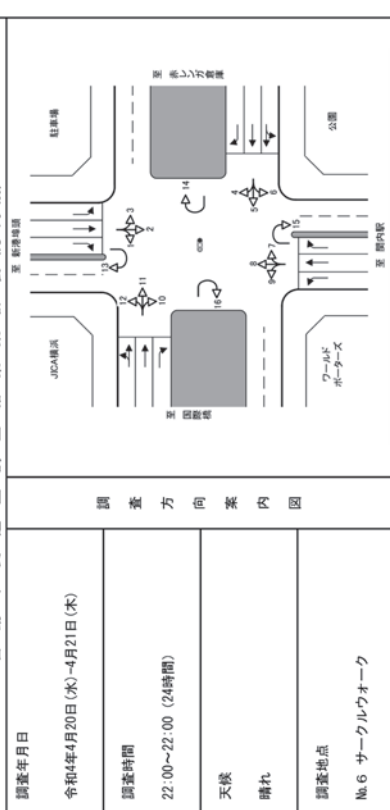 調査年月日
令和4年4月20日(水)~4月21日(木)
調査時間
22:00~22:00 (24時間)
天候
晴れ
調査地点
№6 サークルウォーク
調査方向案内図
至 新港埠頭
駐車場
JICA横浜
至 赤レンガ倉庫
至 国際橋
公園
ワールド
ポーターズ
至 関内駅
1
2
3
4
5
6
7
8
9
10
11
12
13
14
15
16